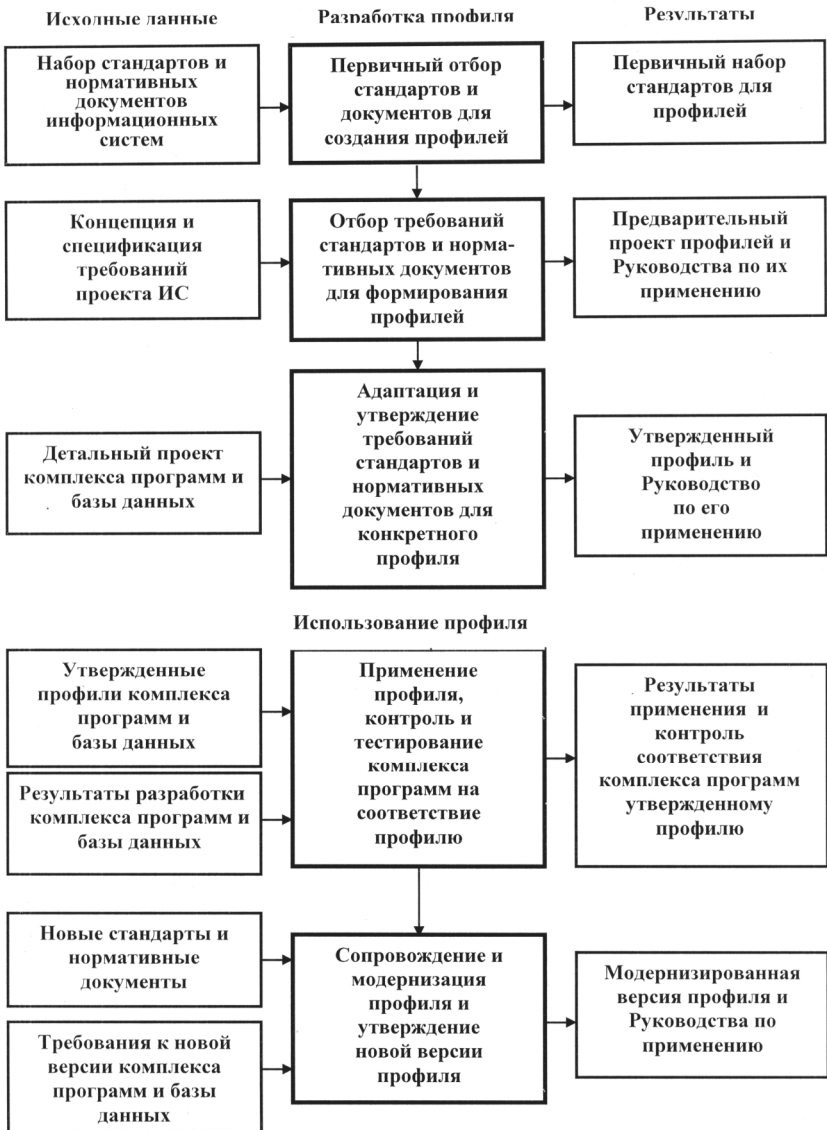 Исходные данные
Разработка профиля
Результаты
Набор стандартов и
нормативных
документов
информационных
систем
Первичный отбор
стандартов и
документов для
создания профилей
Первичный набор
стандартов для
профилей
Концепция и
спецификация
требований
проекта ИС
Отбор требований
стандартов и норма-
тивных документов
для формирования
профилей
Предварительный
проект профилей и
Руководства по их
применению
Детальный проект
комплекса программ и
базы данных
Адаптация и
утверждение
требований
стандартов и
нормативных
документов для
конкретного
профиля
Утвержденный
профиль и
Руководство
по его
применению
Использование профиля
Утвержденные
профили комплекса
программ и
базы данных
Результаты разработки
комплекса программ и
базы данных
Применение
профиля,
контроль и
тестирование
комплекса
программ на
соответствие
профилю
Результаты
применения и
контроль
соответствия
комплекса программ
утвержденному
профилю
Новые стандарты и
нормативные
документы
Требования к новой
версии комплекса
программ и базы
данных
Сопровождение и
модернизация
профиля и
утверждение
новой версии
профиля
Модернизированная
версия профиля и
Руководства по
применению